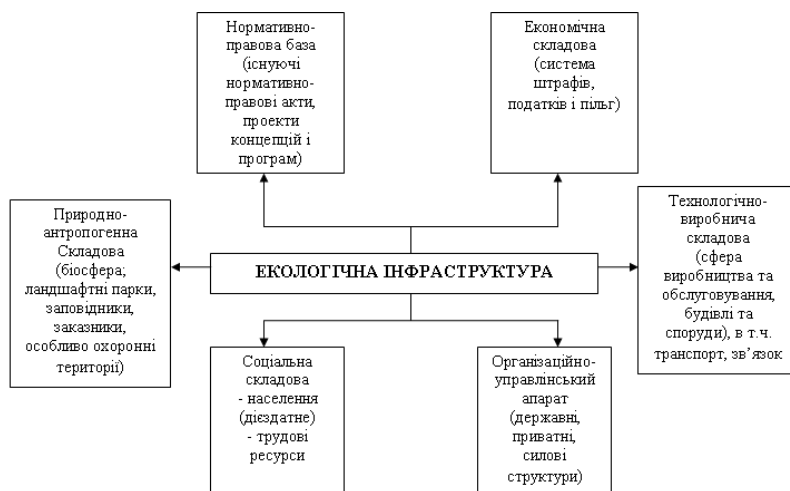 Нормативно-
правова база
(існуючі
нормативно-
правові акти,
проекти
концепцій і
програм)
Економічна
складова
(система
штрафів,
податків і пільг)
Природно-
антропогенна
Складова
(біосфера;
ландшафтні парки,
заповідники,
заказники,
особливо охоронні
території)
ЕКОЛОГІЧНА ІНФРАСТРУКТУРА
Технологічно-
виробнича
складова
(сфера
виробництва та
обслуговування,
будівлі та
споруди), в т.ч.
транспорт, зв’язок
Соціальна
складова
- населення
(дієздатне)
- трудові
ресурси
Організаційно-
управлінський
апарат
(державні,
приватні,
силові
структури)